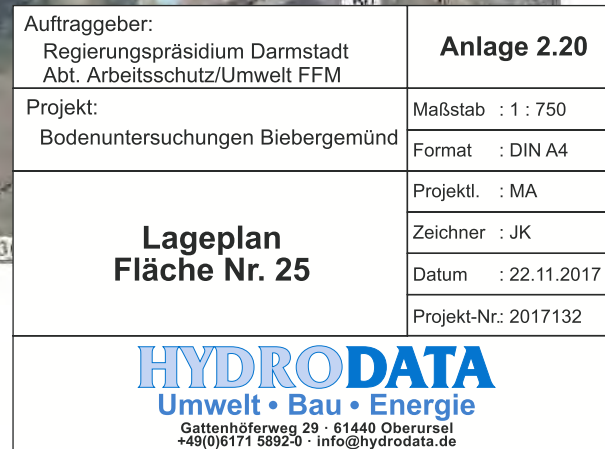 Auftraggeber:
Regierungspräsidium Darmstadt
Abt. Arbeitsschutz/Umwelt FFM
Anlage 2.20
Projekt:
Bodenuntersuchungen Biebergemünd
Maßstab : 1 : 750
Format : DIN A4
Projektl. : MA
Zeichner : JK
Datum : 22.11.2017
Projekt-Nr.: 2017132
Lageplan
Fläche Nr. 25
HYDRODATA
Umwelt • Bau • Energie
Gattenhöferweg 29 · 61440 Oberursel
+49(0)6171 5892-0 · info@hydrodata.de